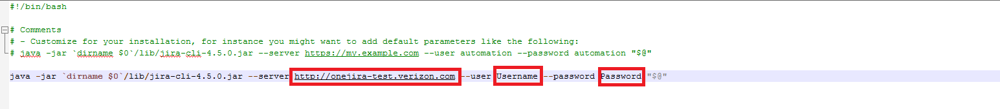 #!/bin/bash
# Comments
# - Customize for your installation, for instance you might want to add default parameters like the following:
# java -jar `dirname $0`/lib/jira-cli-4.5.0.jar --server https://my.example.com --user automation --password automation "$@"
java -jar `dirname $0`/lib/jira-cli-4.5.0.jar --server http://onejira-test.verizon.com --user Username --password Password "$@"